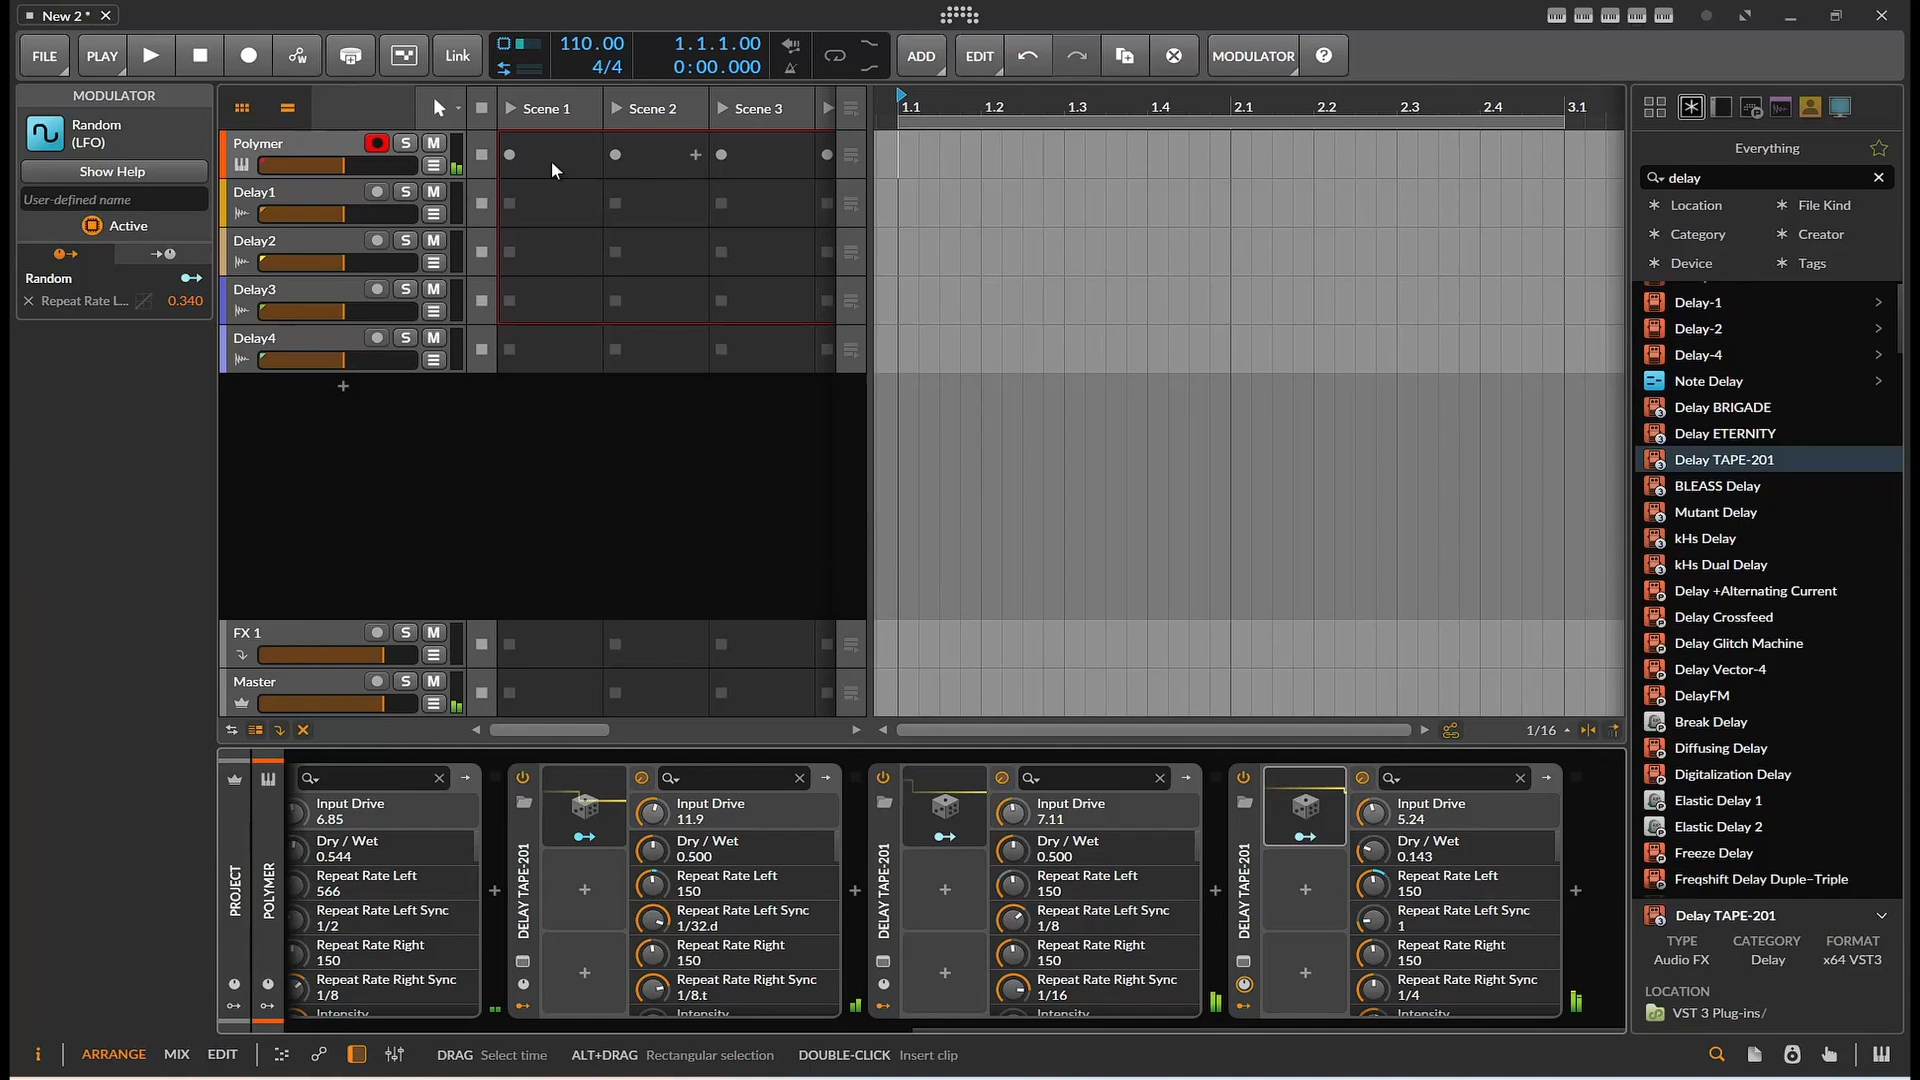 New 2 *
FILE
PLAY
Link
110.00
4/4
1.1.1.00
0:00.000
ADD
EDIT
MODULATOR
MODULATOR
Random
(LFO)
Show Help
User-defined name
Active
Random
Repeat Rate L... 0.340
Scene 1
Scene 2
Scene 3
Polymer S M
Delay1 S M
Delay2 S M
Delay3 S M
Delay4 S M
FX 1 S M
Master S M
1.1 1.2 1.3 1.4 2.1 2.2 2.3 2.4 3.1
1/16
Everything
delay
Location File Kind
Category Creator
Device Tags
Delay-1
Delay-2
Delay-4
Note Delay
Delay BRIGADE
Delay ETERNITY
Delay TAPE-201
BLEASS Delay
Mutant Delay
kHs Delay
kHs Dual Delay
Delay +Alternating Current
Delay Crossfeed
Delay Glitch Machine
Delay Vector-4
DelayFM
Break Delay
Diffusing Delay
Digitalization Delay
Elastic Delay 1
Elastic Delay 2
Freeze Delay
Freqshift Delay Duple-Triple
Delay TAPE-201
TYPE CATEGORY FORMAT
Audio FX Delay x64 VST3
LOCATION
VST 3 Plug-ins/
PROJECT
POLYMER
Input Drive
6.85
Dry / Wet
0.544
Repeat Rate Left
566
Repeat Rate Left Sync
1/2
Repeat Rate Right
150
Repeat Rate Right Sync
1/8
Intensity
DELAY TAPE-201
Input Drive
11.9
Dry / Wet
0.500
Repeat Rate Left
150
Repeat Rate Left Sync
1/32.d
Repeat Rate Right
150
Repeat Rate Right Sync
1/8.t
Intensity
DELAY TAPE-201
Input Drive
7.11
Dry / Wet
0.500
Repeat Rate Left
150
Repeat Rate Left Sync
1/8
Repeat Rate Right
150
Repeat Rate Right Sync
1/16
Intensity
DELAY TAPE-201
Input Drive
5.24
Dry / Wet
0.143
Repeat Rate Left
150
Repeat Rate Left Sync
1
Repeat Rate Right
150
Repeat Rate Right Sync
1/4
Intensity
ARRANGE MIX EDIT
DRAG Select time ALT+DRAG Rectangular selection DOUBLE-CLICK Insert clip